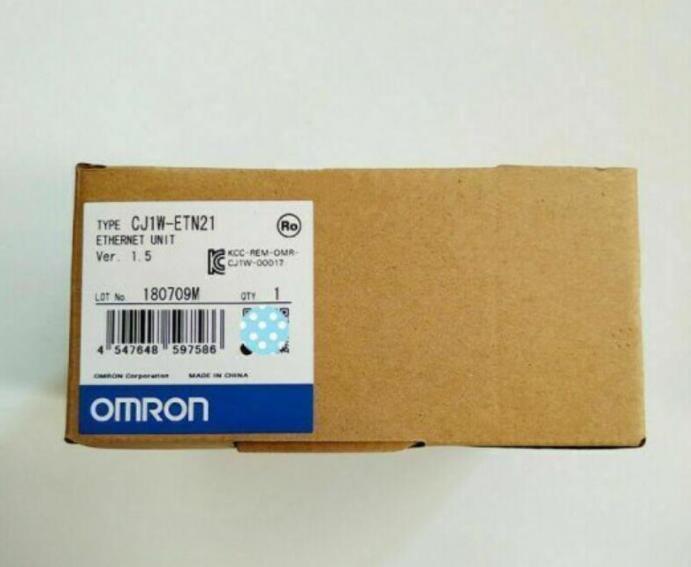 TYPE CJ1W-ETN21
Ro
ETHERNET UNIT
Ver. 1.5
KCC-REM-OMR-
CJ1W-00017
LOT No. 180709M QTY 1
4 547648 597586
OMRON Corporation MADE IN CHINA
OMRON